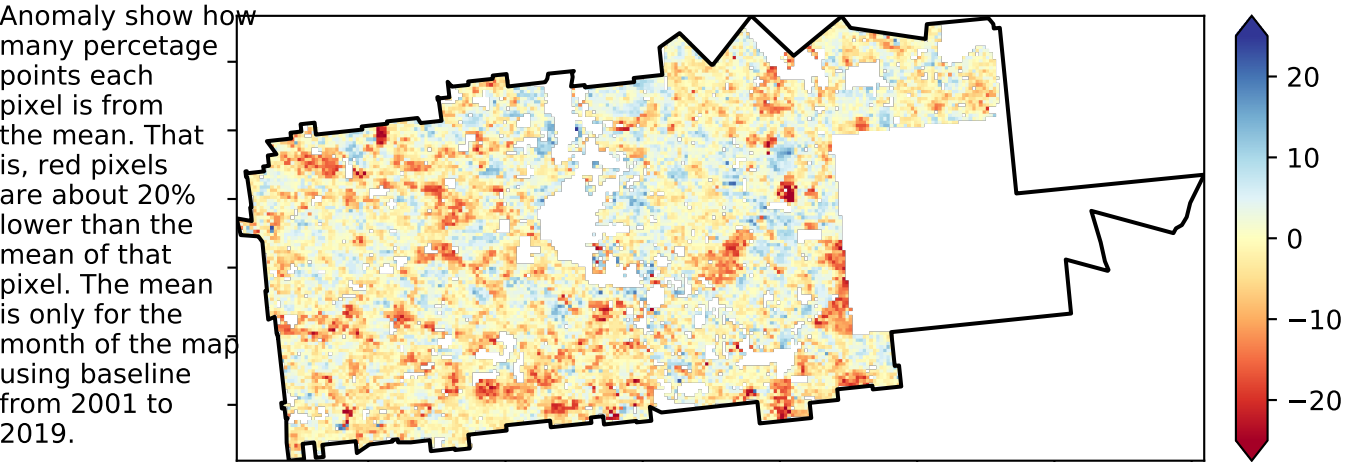 Anomaly show how
many percetage
points each
pixel is from
the mean. That
is, red pixels
are about 20%
lower than the
mean of that
pixel. The mean
is only for the
month of the map
using baseline
from 2001 to
2019.
20
10
0
−10
−20